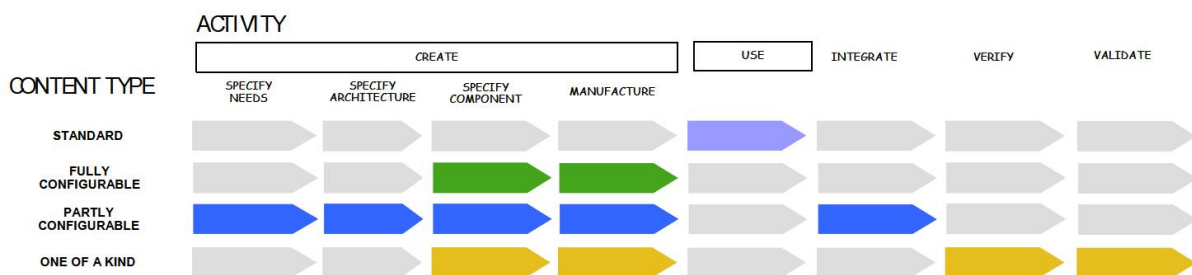 ACTIVITY
CREATE
USE
INTEGRATE
VERIFY
VALIDATE
CONTENT TYPE
SPECIFY
NEEDS
SPECIFY
ARCHITECTURE
SPECIFY
COMPONENT
MANUFACTURE
STANDARD
FULLY
CONFIGURABLE
PARTLY
CONFIGURABLE
ONE OF A KIND